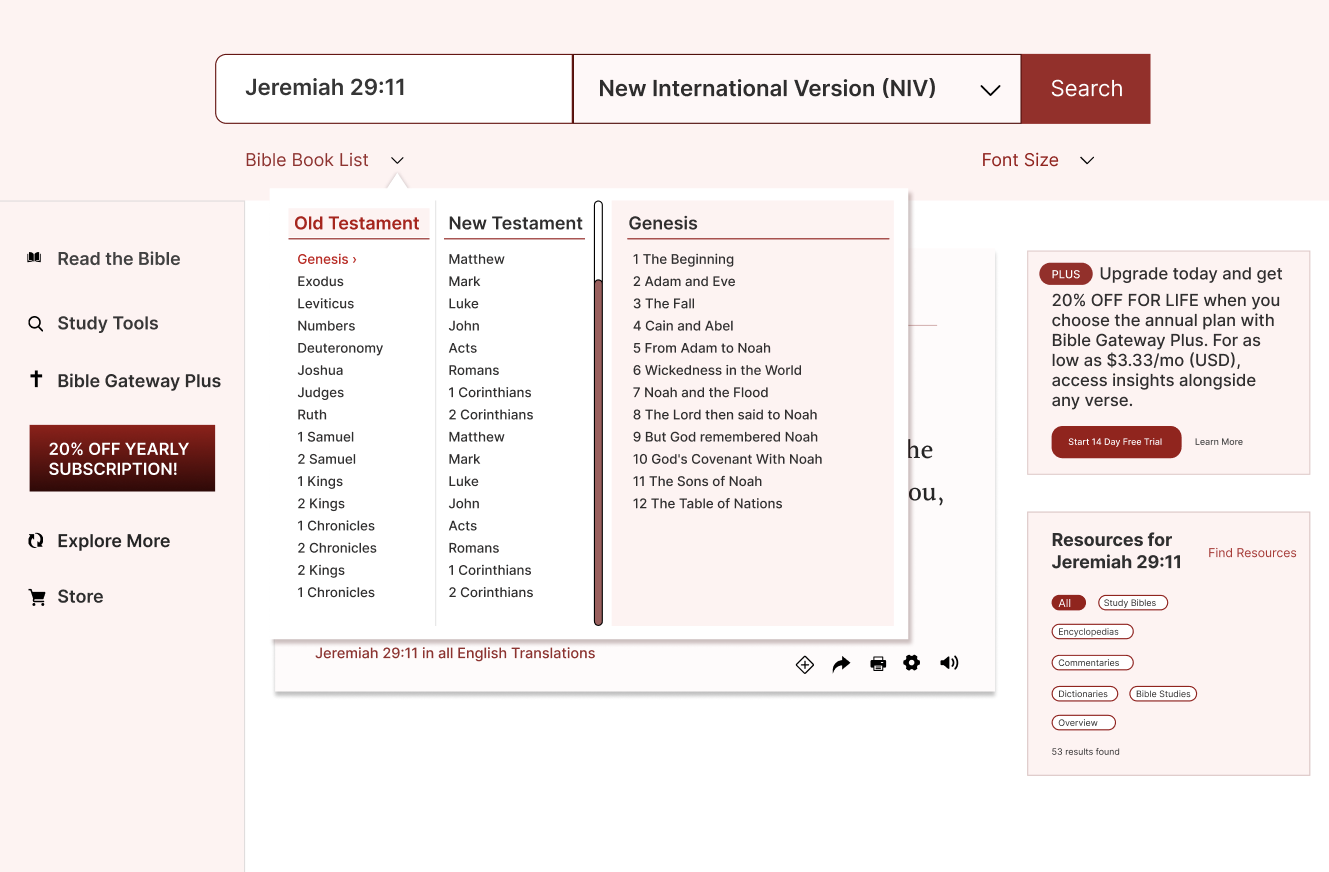 Jeremiah 29:11
New International Version (NIV)
Search
Bible Book List
Font Size
Read the Bible
Study Tools
Bible Gateway Plus
20% OFF YEARLY
SUBSCRIPTION!
Explore More
Store
Old Testament
Genesis ›
Exodus
Leviticus
Numbers
Deuteronomy
Joshua
Judges
Ruth
1 Samuel
2 Samuel
1 Kings
2 Kings
1 Chronicles
2 Chronicles
2 Kings
1 Chronicles
New Testament
Matthew
Mark
Luke
John
Acts
Romans
1 Corinthians
2 Corinthians
Matthew
Mark
Luke
John
Acts
Romans
1 Corinthians
2 Corinthians
Genesis
1 The Beginning
2 Adam and Eve
3 The Fall
4 Cain and Abel
5 From Adam to Noah
6 Wickedness in the World
7 Noah and the Flood
8 The Lord then said to Noah
9 But God remembered Noah
10 God's Covenant With Noah
11 The Sons of Noah
12 The Table of Nations
he
ou,
Jeremiah 29:11 in all English Translations
PLUS Upgrade today and get
20% OFF FOR LIFE when you
choose the annual plan with
Bible Gateway Plus. For as
low as $3.33/mo (USD),
access insights alongside
any verse.
Start 14 Day Free Trial
Learn More
Resources for
Jeremiah 29:11
Find Resources
All
Study Bibles
Encyclopedias
Commentaries
Dictionaries
Bible Studies
Overview
53 results found